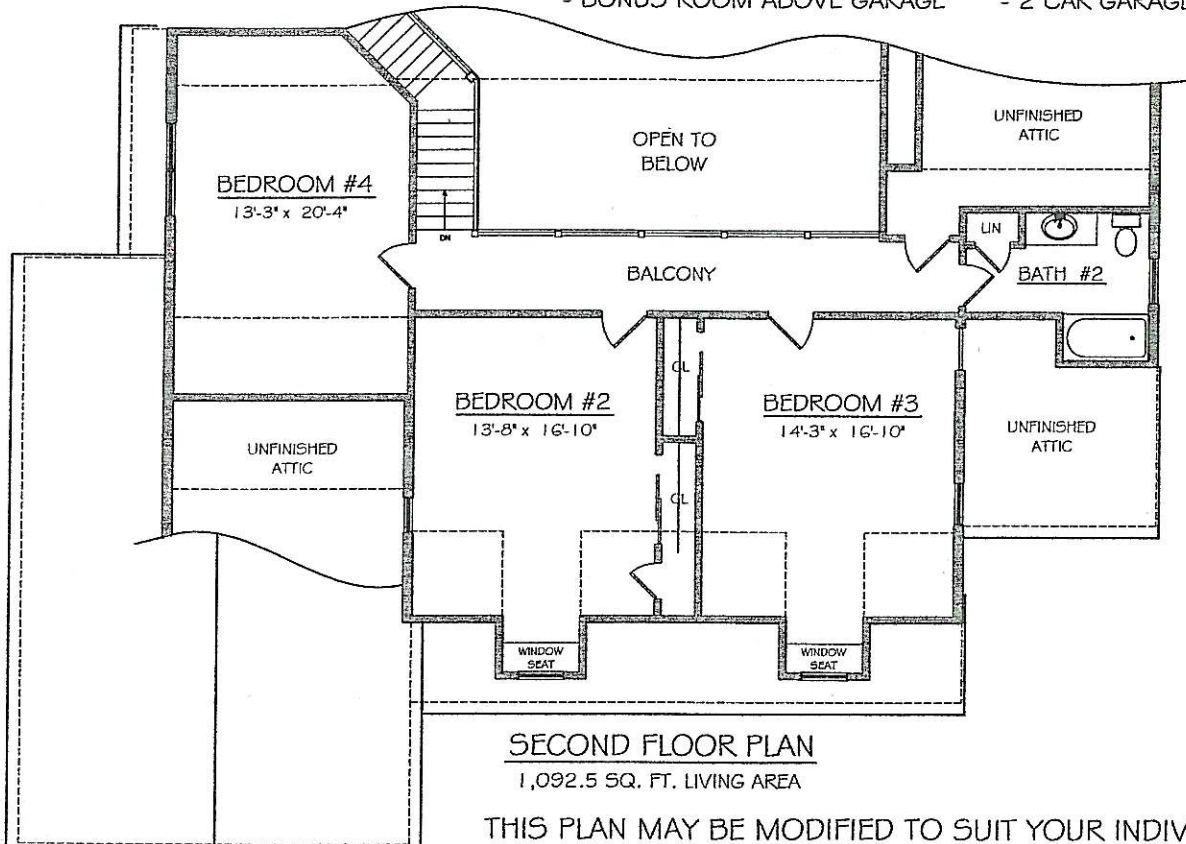 - BONUS ROOM ABOVE GARAGE - 2 CAR GARAGE
UNFINISHED
ATTIC
OPEN TO
BELOW
BEDROOM #4
13'-3" x 20'-4"
DN
LIN
BALCONY
BATH #2
CL
BEDROOM #2
13'-8" x 16'-10"
BEDROOM #3
14'-3" x 16'-10"
UNFINISHED
ATTIC
UNFINISHED
ATTIC
CL
WINDOW
SEAT
WINDOW
SEAT
SECOND FLOOR PLAN
1,092.5 SQ. FT. LIVING AREA
THIS PLAN MAY BE MODIFIED TO SUIT YOUR INDIV